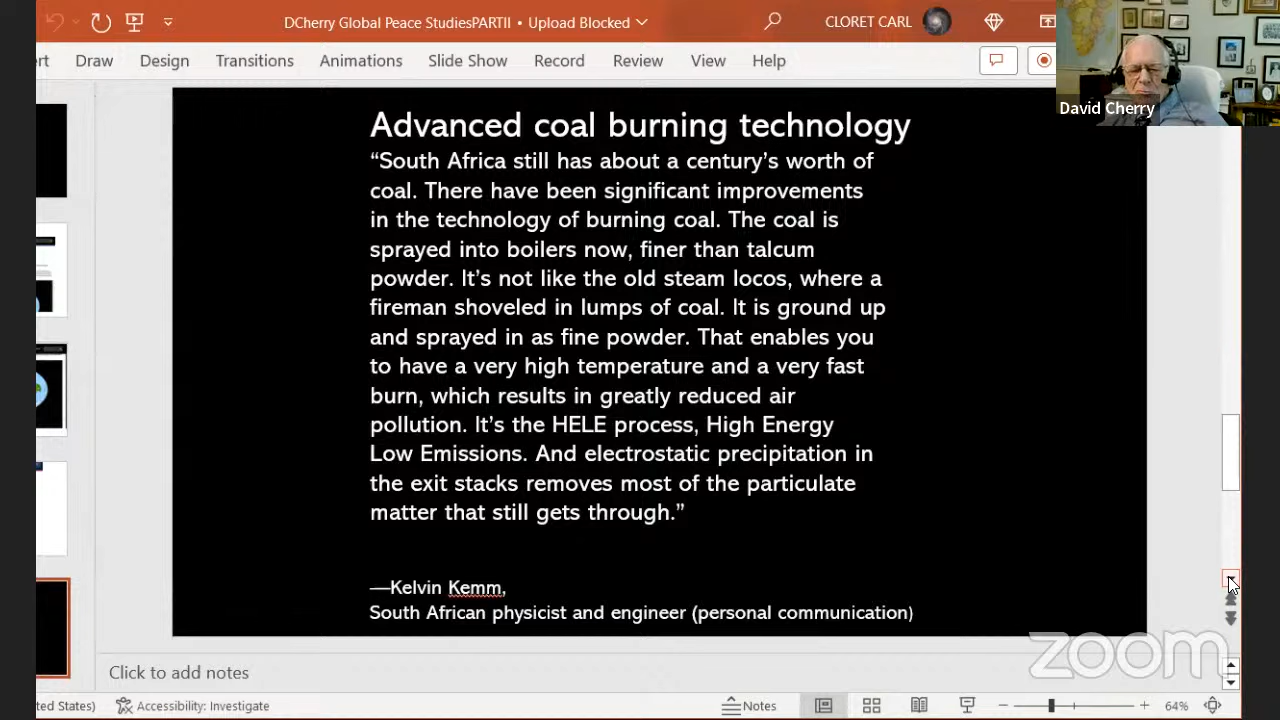 DCherry Global Peace StudiesPARTII • Upload Blocked
CLORET CARL
Draw Design Transitions Animations Slide Show Record Review View Help
David Cherry
Advanced coal burning technology
“South Africa still has about a century’s worth of
coal. There have been significant improvements
in the technology of burning coal. The coal is
sprayed into boilers now, finer than talcum
powder. It’s not like the old steam locos, where a
fireman shoveled in lumps of coal. It is ground up
and sprayed in as fine powder. That enables you
to have a very high temperature and a very fast
burn, which results in greatly reduced air
pollution. It’s the HELE process, High Energy
Low Emissions. And electrostatic precipitation in
the exit stacks removes most of the particulate
matter that still gets through.”
—Kelvin Kemm,
South African physicist and engineer (personal communication)
zoom
Click to add notes
ted States) Accessibility: Investigate Notes 64%